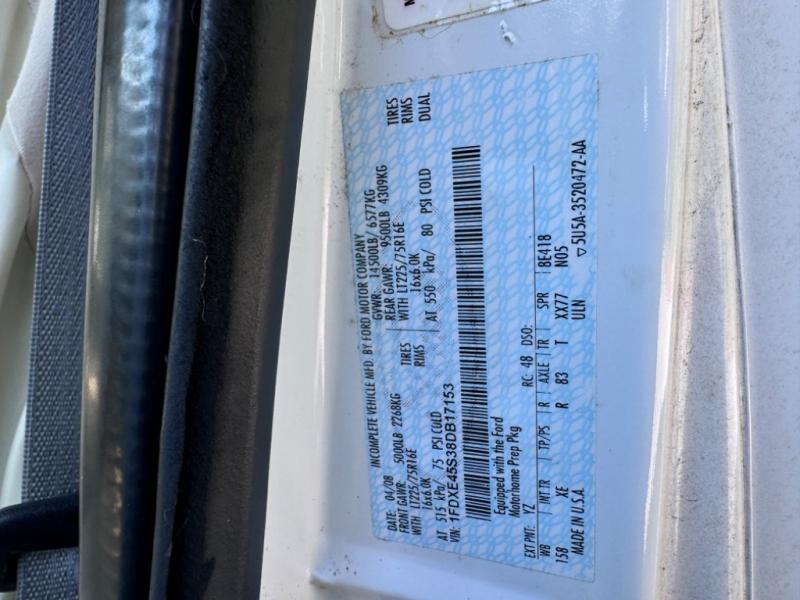 INCOMPLETE VEHICLE MFD. BY FORD MOTOR COMPANY
04/08 GVWR: 14500LB/ 6577KG
FRONT GAWR: 5000LB 2268KG REAR GAWR: 9500LB 4309KG
WITH LT225/75R16E TIRES WITH LT225/75R16E TIRES
16x6.0K RIMS 16x6.0K RIMS
AT 515 kPa/ 75 PSI COLD AT 550 kPa/ 80 PSI COLD DUAL
VIN: 1FDXE45S38DB17153
Equipped with the Ford
Motorhome Prep Pkg
EXT PNT: YZ RC: 48 DSO:
WB INT TR TP/PS R AXLE TR SPR 8E418
158 XE R 83 T XX77 N05
MADE IN U.S.A. ULN
▽5U5A-3520472-AA